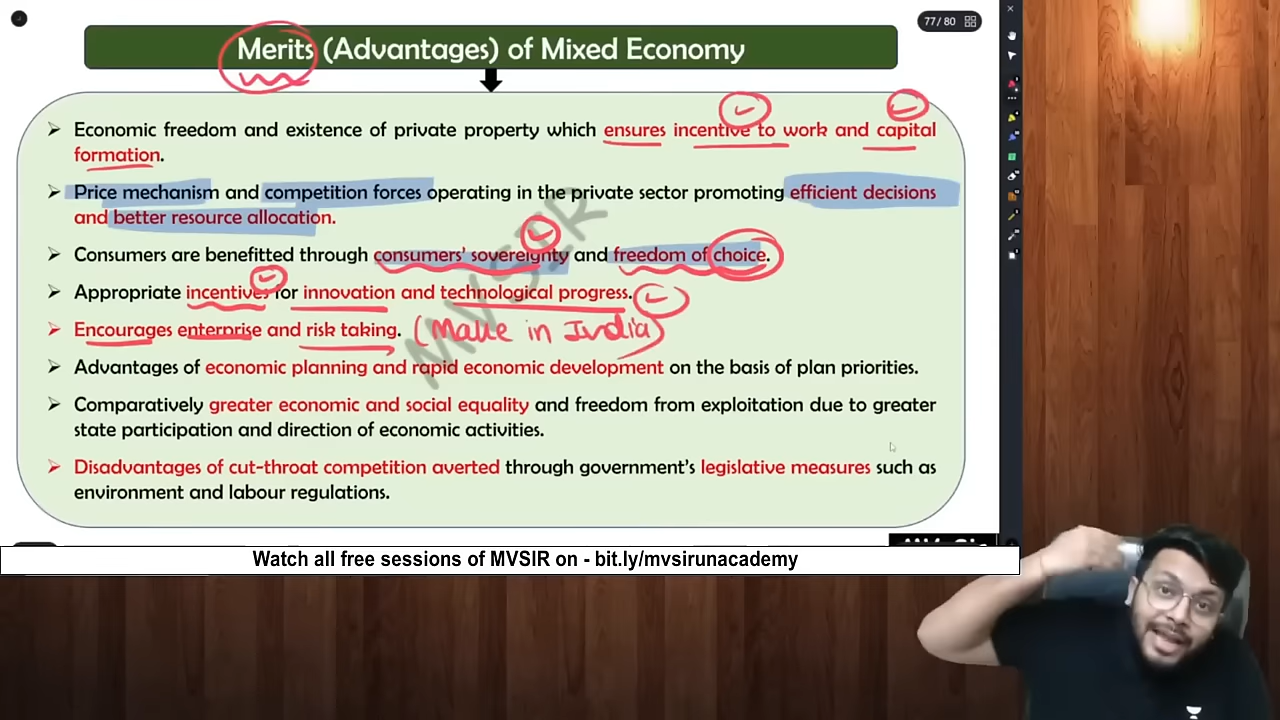 77/80
Merits (Advantages) of Mixed Economy
➢ Economic freedom and existence of private property which ensures incentive to work and capital
formation.
➢ Price mechanism and competition forces operating in the private sector promoting efficient decisions
and better resource allocation.
➢ Consumers are benefitted through consumers' sovereignty and freedom of choice.
➢ Appropriate incentives for innovation and technological progress.
➢ Encourages enterprise and risk taking. (Make in India)
➢ Advantages of economic planning and rapid economic development on the basis of plan priorities.
➢ Comparatively greater economic and social equality and freedom from exploitation due to greater
state participation and direction of economic activities.
➢ Disadvantages of cut-throat competition averted through government's legislative measures such as
environment and labour regulations.
MVSIR
Watch all free sessions of MVSIR on - bit.ly/mvsirunacademy